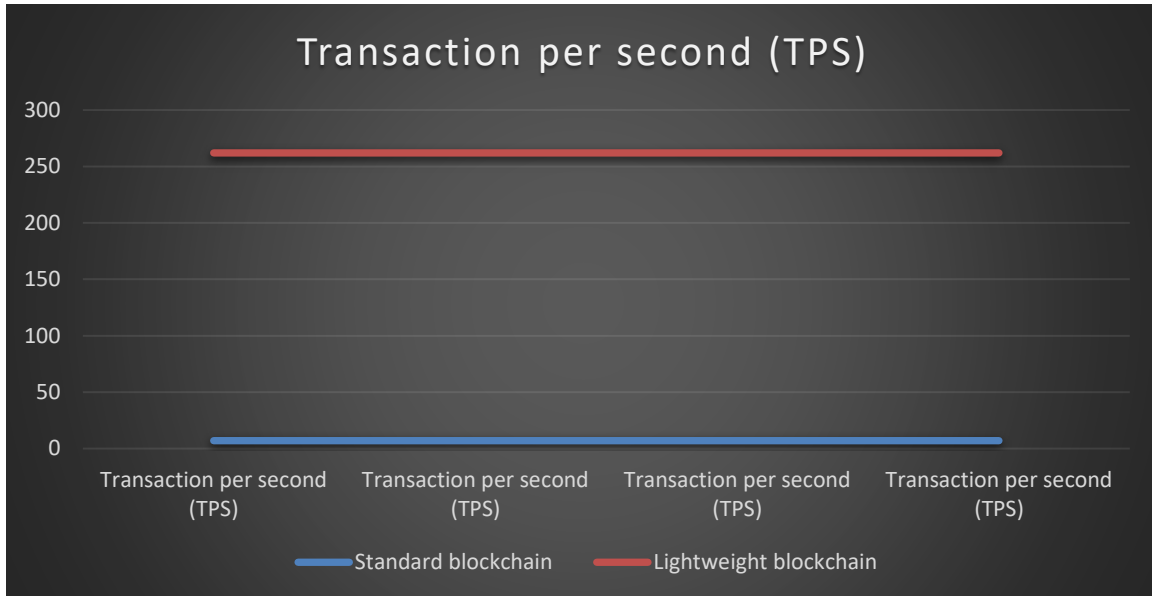 Transaction per second (TPS)
300
250
200
150
100
50
0
Transaction per second
(TPS)
Transaction per second
(TPS)
Transaction per second
(TPS)
Transaction per second
(TPS)
Standard blockchain
Lightweight blockchain